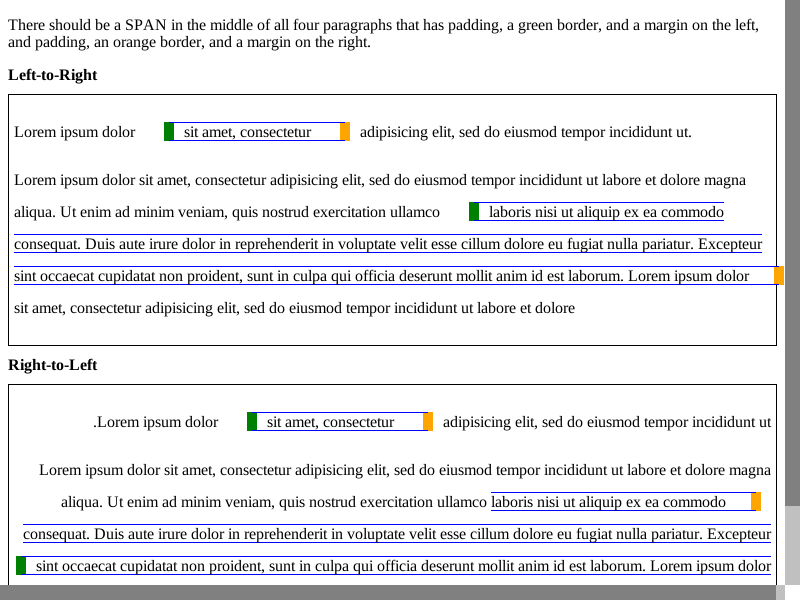 There should be a SPAN in the middle of all four paragraphs that has padding, a green border, and a margin on the left,
and padding, an orange border, and a margin on the right.
Left-to-Right
Lorem ipsum dolor sit amet, consectetur adipisicing elit, sed do eiusmod tempor incididunt ut.
Lorem ipsum dolor sit amet, consectetur adipisicing elit, sed do eiusmod tempor incididunt ut labore et dolore magna
aliqua. Ut enim ad minim veniam, quis nostrud exercitation ullamco laboris nisi ut aliquip ex ea commodo
consequat. Duis aute irure dolor in reprehenderit in voluptate velit esse cillum dolore eu fugiat nulla pariatur. Excepteur
sint occaecat cupidatat non proident, sunt in culpa qui officia deserunt mollit anim id est laborum. Lorem ipsum dolor
sit amet, consectetur adipisicing elit, sed do eiusmod tempor incididunt ut labore et dolore
Right-to-Left
.Lorem ipsum dolor sit amet, consectetur adipisicing elit, sed do eiusmod tempor incididunt ut
Lorem ipsum dolor sit amet, consectetur adipisicing elit, sed do eiusmod tempor incididunt ut labore et dolore magna
aliqua. Ut enim ad minim veniam, quis nostrud exercitation ullamco laboris nisi ut aliquip ex ea commodo
consequat. Duis aute irure dolor in reprehenderit in voluptate velit esse cillum dolore eu fugiat nulla pariatur. Excepteur
sint occaecat cupidatat non proident, sunt in culpa qui officia deserunt mollit anim id est laborum. Lorem ipsum dolor